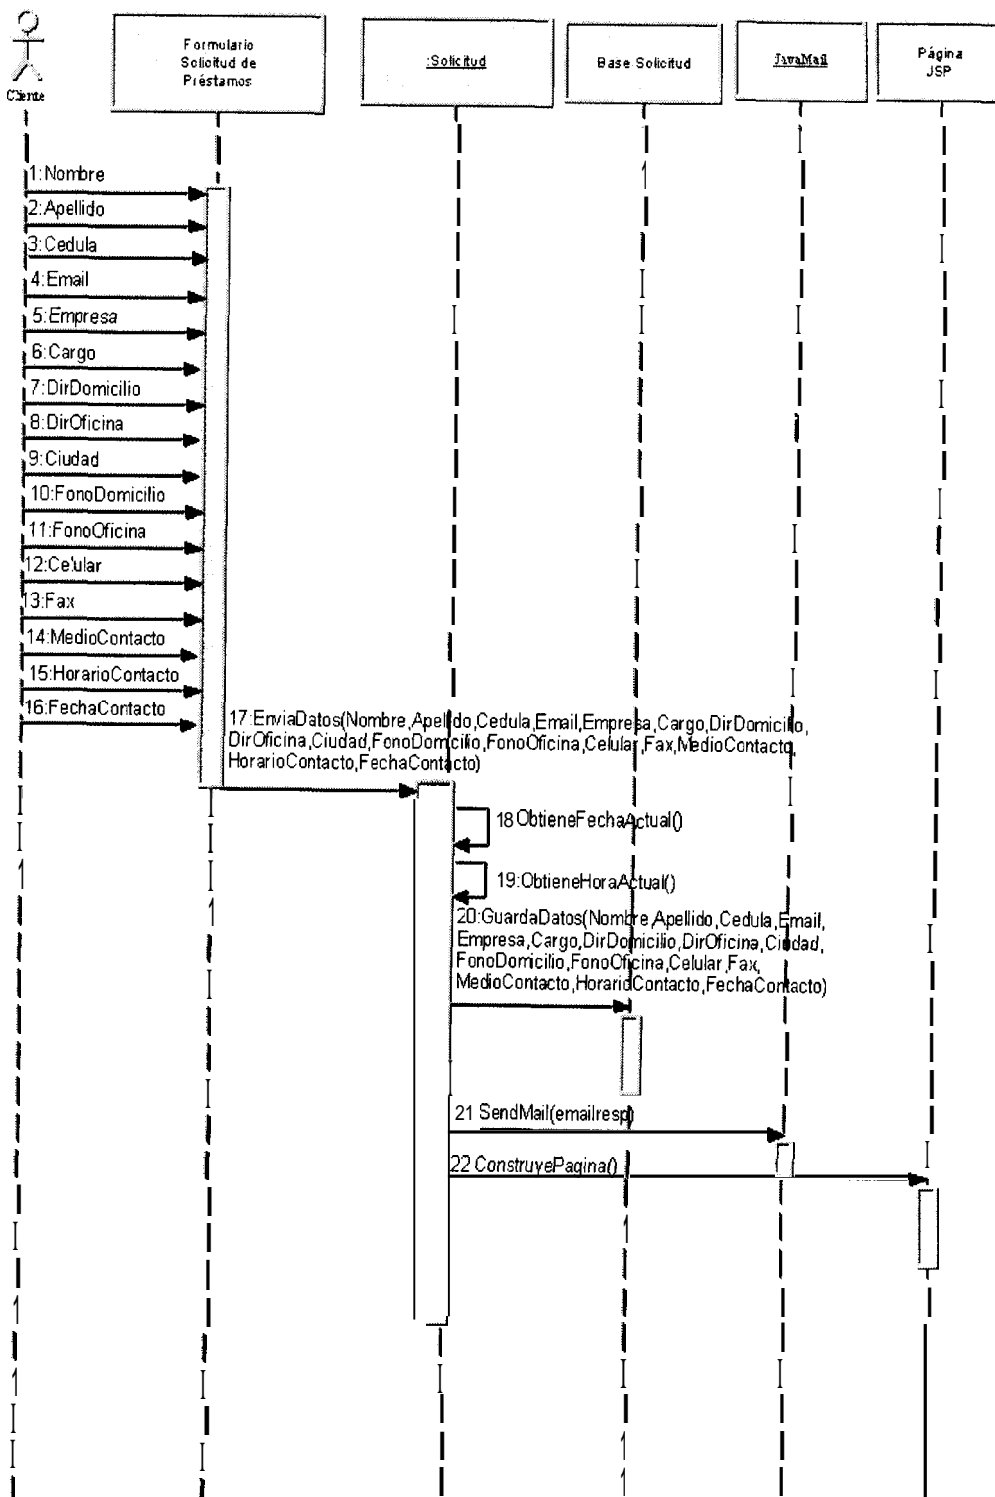 Cliente
Formulario
Solicitud de
Préstamos
:Solicitud
Base Solicitud
JavaMail
Página
JSP
1:Nombre
2:Apellido
3:Cedula
4:Email
5:Empresa
6:Cargo
7:DirDomicilio
8:DirOficina
9:Ciudad
10:FonoDomicilio
11:FonoOficina
12:Celular
13:Fax
14:MedioContacto
15:HorarioContacto
16:FechaContacto
17:EnviaDatos(Nombre,Apellido,Cedula,Email,Empresa,Cargo,DirDomicilio,
DirOficina,Ciudad,FonoDomicilio,FonoOficina,Celular,Fax,MedioContacto,
HorarioContacto,FechaContacto)
18 ObtieneFechaActual()
19:ObtieneHoraActual()
20:GuardaDatos(Nombre,Apellido,Cedula,Email,
Empresa,Cargo,DirDomicilio,DirOficina,Ciudad,
FonoDomicilio,FonoOficina,Celular,Fax,
MedioContacto,HorarioContacto,FechaContacto)
21 SendMail(emailresp)
22 ConstruyePagina()